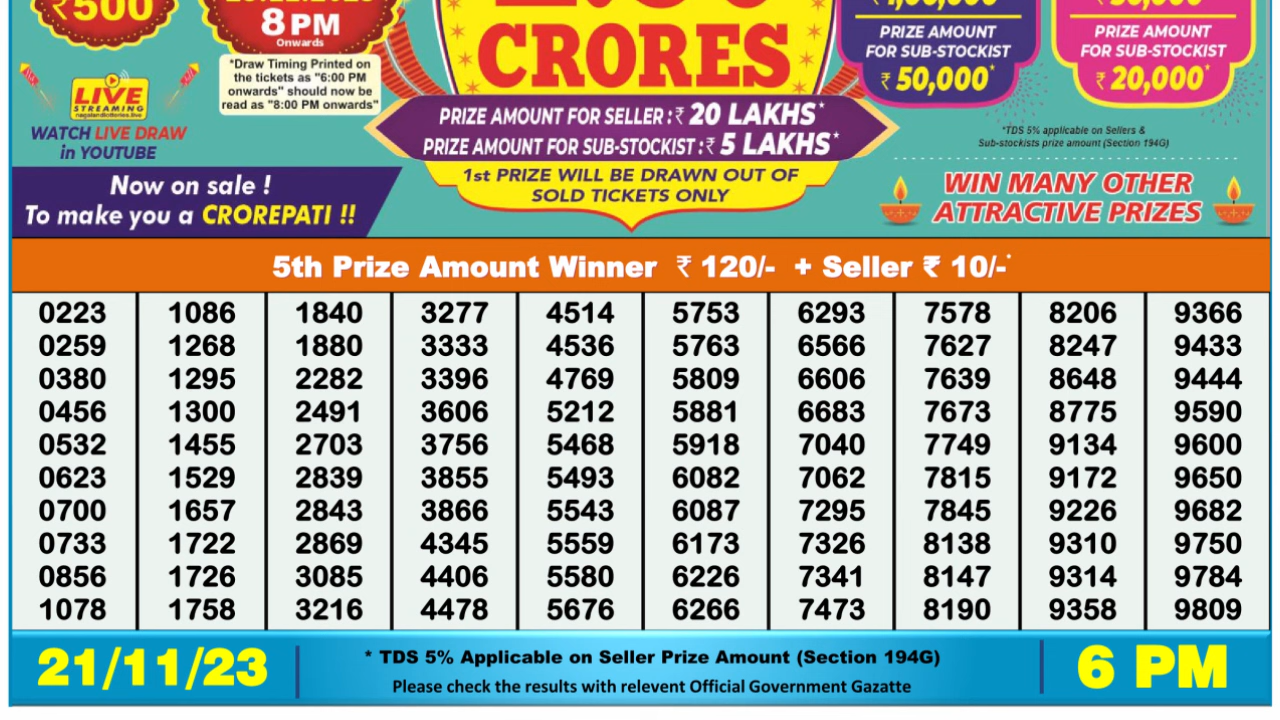 ₹500
8 PM
Onwards
*Draw Timing Printed on
the tickets as "6:00 PM
onwards" should now be
read as "8:00 PM onwards"
LIVE
STREAMING
nagalandlotteries.live
WATCH LIVE DRAW
in YOUTUBE
Now on sale !
To make you a CROREPATI !!
CRORES
PRIZE AMOUNT FOR SELLER :₹ 20 LAKHS*
PRIZE AMOUNT FOR SUB-STOCKIST :₹ 5 LAKHS*
1st PRIZE WILL BE DRAWN OUT OF
SOLD TICKETS ONLY
PRIZE AMOUNT
FOR SUB-STOCKIST
₹ 50,000*
PRIZE AMOUNT
FOR SUB-STOCKIST
₹ 20,000*
*TDS 5% applicable on Sellers &
Sub-stockists prize amount (Section 194G)
WIN MANY OTHER
ATTRACTIVE PRIZES
5th Prize Amount Winner ₹ 120/- + Seller ₹ 10/-*
0223 1086 1840 3277 4514 5753 6293 7578 8206 9366
0259 1268 1880 3333 4536 5763 6566 7627 8247 9433
0380 1295 2282 3396 4769 5809 6606 7639 8648 9444
0456 1300 2491 3606 5212 5881 6683 7673 8775 9590
0532 1455 2703 3756 5468 5918 7040 7749 9134 9600
0623 1529 2839 3855 5493 6082 7062 7815 9172 9650
0700 1657 2843 3866 5543 6087 7295 7845 9226 9682
0733 1722 2869 4345 5559 6173 7326 8138 9310 9750
0856 1726 3085 4406 5580 6226 7341 8147 9314 9784
1078 1758 3216 4478 5676 6266 7473 8190 9358 9809
21/11/23
* TDS 5% Applicable on Seller Prize Amount (Section 194G)
Please check the results with relevent Official Government Gazatte
6 PM